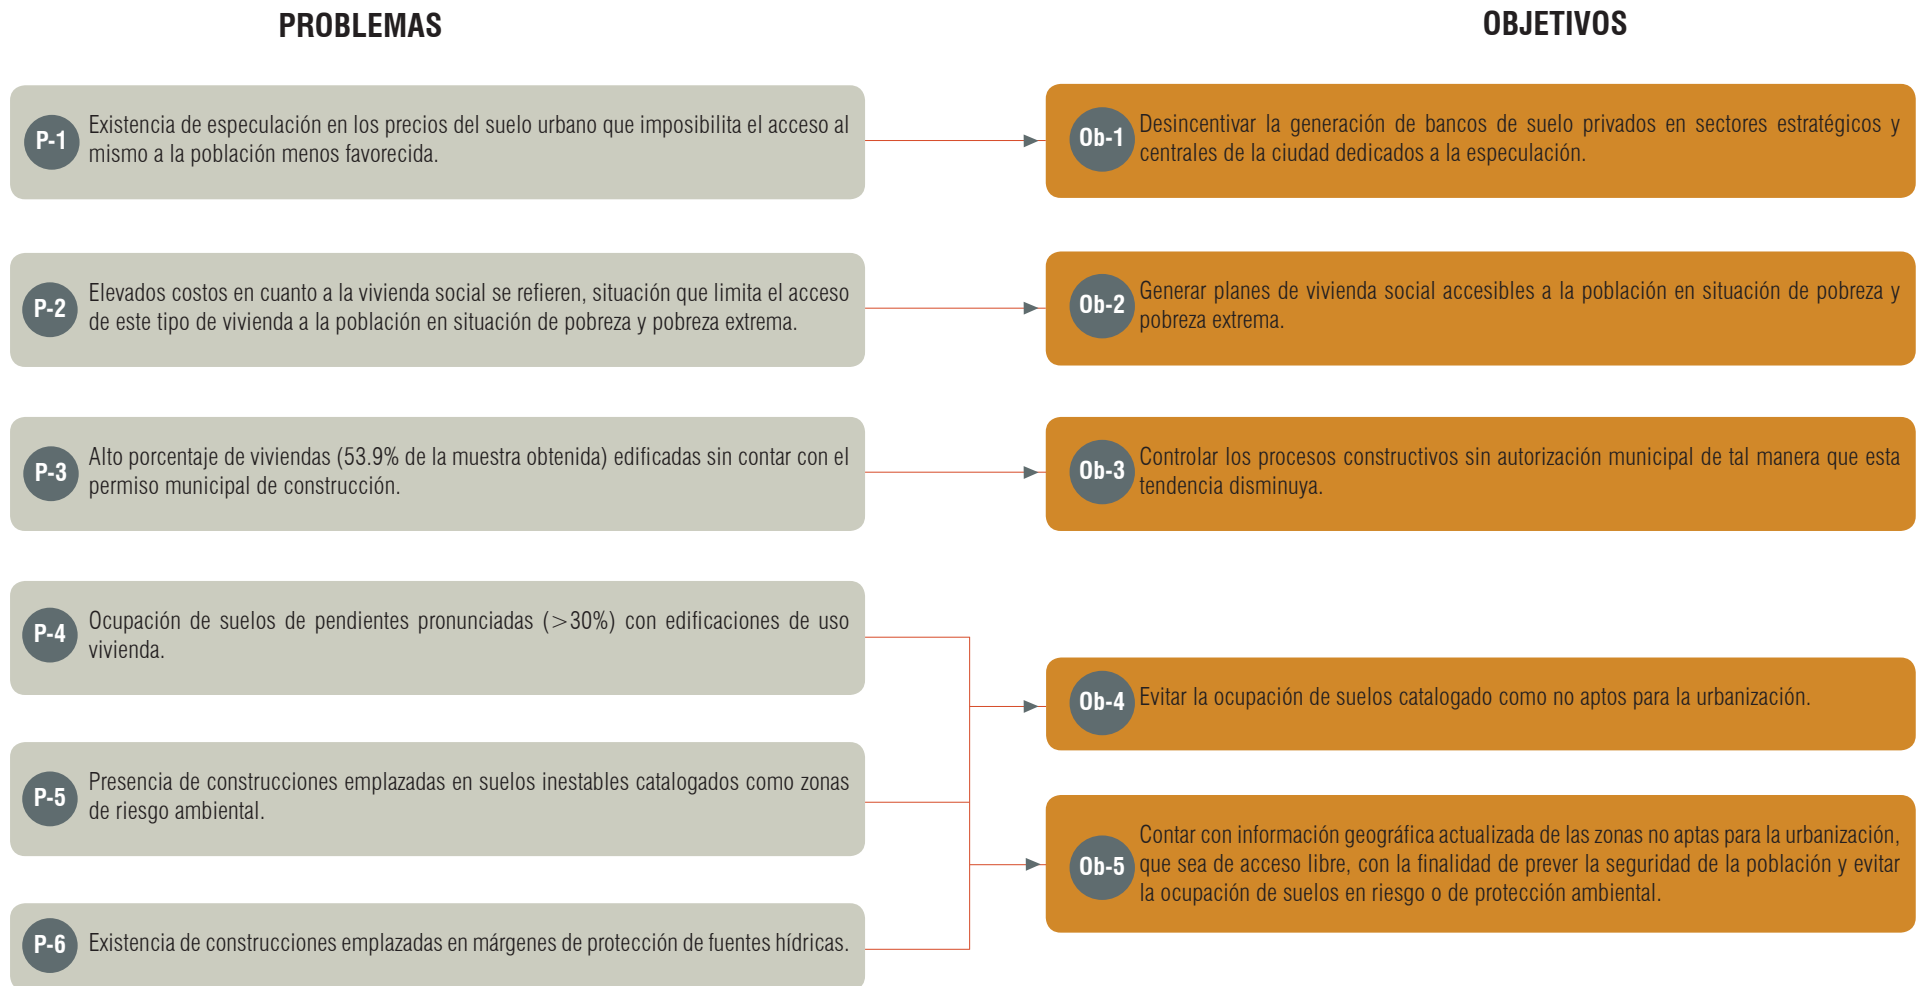 PROBLEMAS
OBJETIVOS
P-1
Existencia de especulación en los precios del suelo urbano que imposibilita el acceso al
mismo a la población menos favorecida.
Ob-1
Desincentivar la generación de bancos de suelo privados en sectores estratégicos y
centrales de la ciudad dedicados a la especulación.
P-2
Elevados costos en cuanto a la vivienda social se refieren, situación que limita el acceso
de este tipo de vivienda a la población en situación de pobreza y pobreza extrema.
Ob-2
Generar planes de vivienda social accesibles a la población en situación de pobreza y
pobreza extrema.
P-3
Alto porcentaje de viviendas (53.9% de la muestra obtenida) edificadas sin contar con el
permiso municipal de construcción.
Ob-3
Controlar los procesos constructivos sin autorización municipal de tal manera que esta
tendencia disminuya.
P-4
Ocupación de suelos de pendientes pronunciadas (>30%) con edificaciones de uso
vivienda.
Ob-4
Evitar la ocupación de suelos catalogado como no aptos para la urbanización.
P-5
Presencia de construcciones emplazadas en suelos inestables catalogados como zonas
de riesgo ambiental.
Ob-5
Contar con información geográfica actualizada de las zonas no aptas para la urbanización,
que sea de acceso libre, con la finalidad de prever la seguridad de la población y evitar
la ocupación de suelos en riesgo o de protección ambiental.
P-6
Existencia de construcciones emplazadas en márgenes de protección de fuentes hídricas.